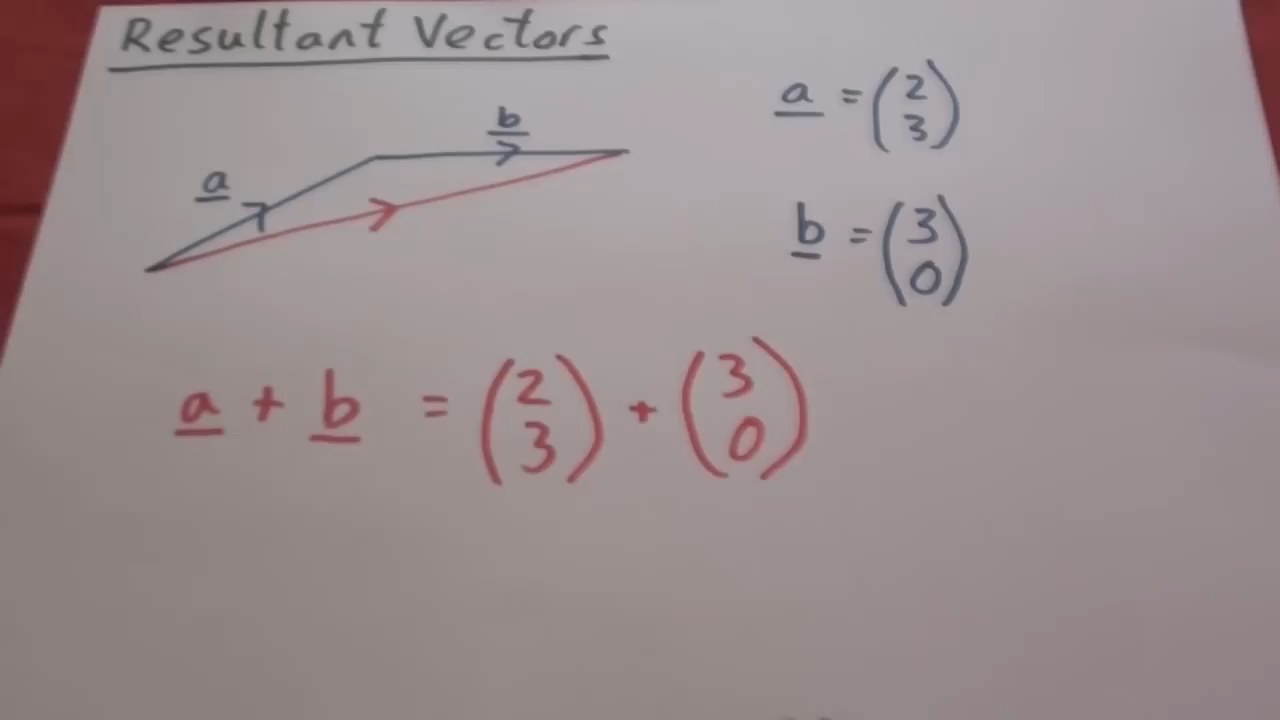 Resultant Vectors
a
b
a = (2
3)
b = (3
0)
a + b = (2
3) + (3
0)